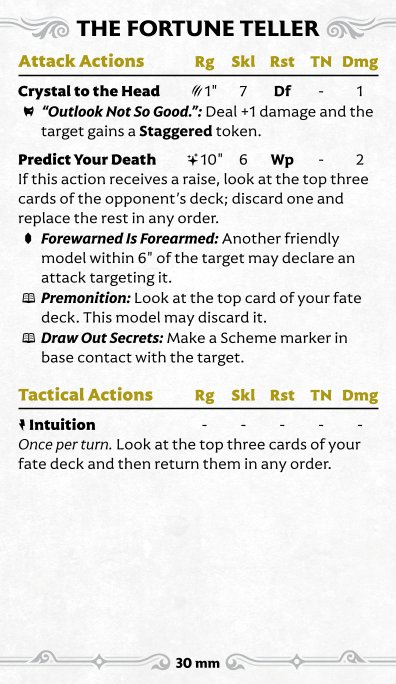 THE FORTUNE TELLER
Attack Actions Rg Skl Rst TN Dmg
Crystal to the Head 1" 7 Df - 1
“Outlook Not So Good.”: Deal +1 damage and the
target gains a Staggered token.
Predict Your Death 10" 6 Wp - 2
If this action receives a raise, look at the top three
cards of the opponent’s deck; discard one and
replace the rest in any order.
Forewarned Is Forearmed: Another friendly
model within 6" of the target may declare an
attack targeting it.
Premonition: Look at the top card of your fate
deck. This model may discard it.
Draw Out Secrets: Make a Scheme marker in
base contact with the target.
Tactical Actions Rg Skl Rst TN Dmg
Intuition - - - - -
Once per turn. Look at the top three cards of your
fate deck and then return them in any order.
30 mm